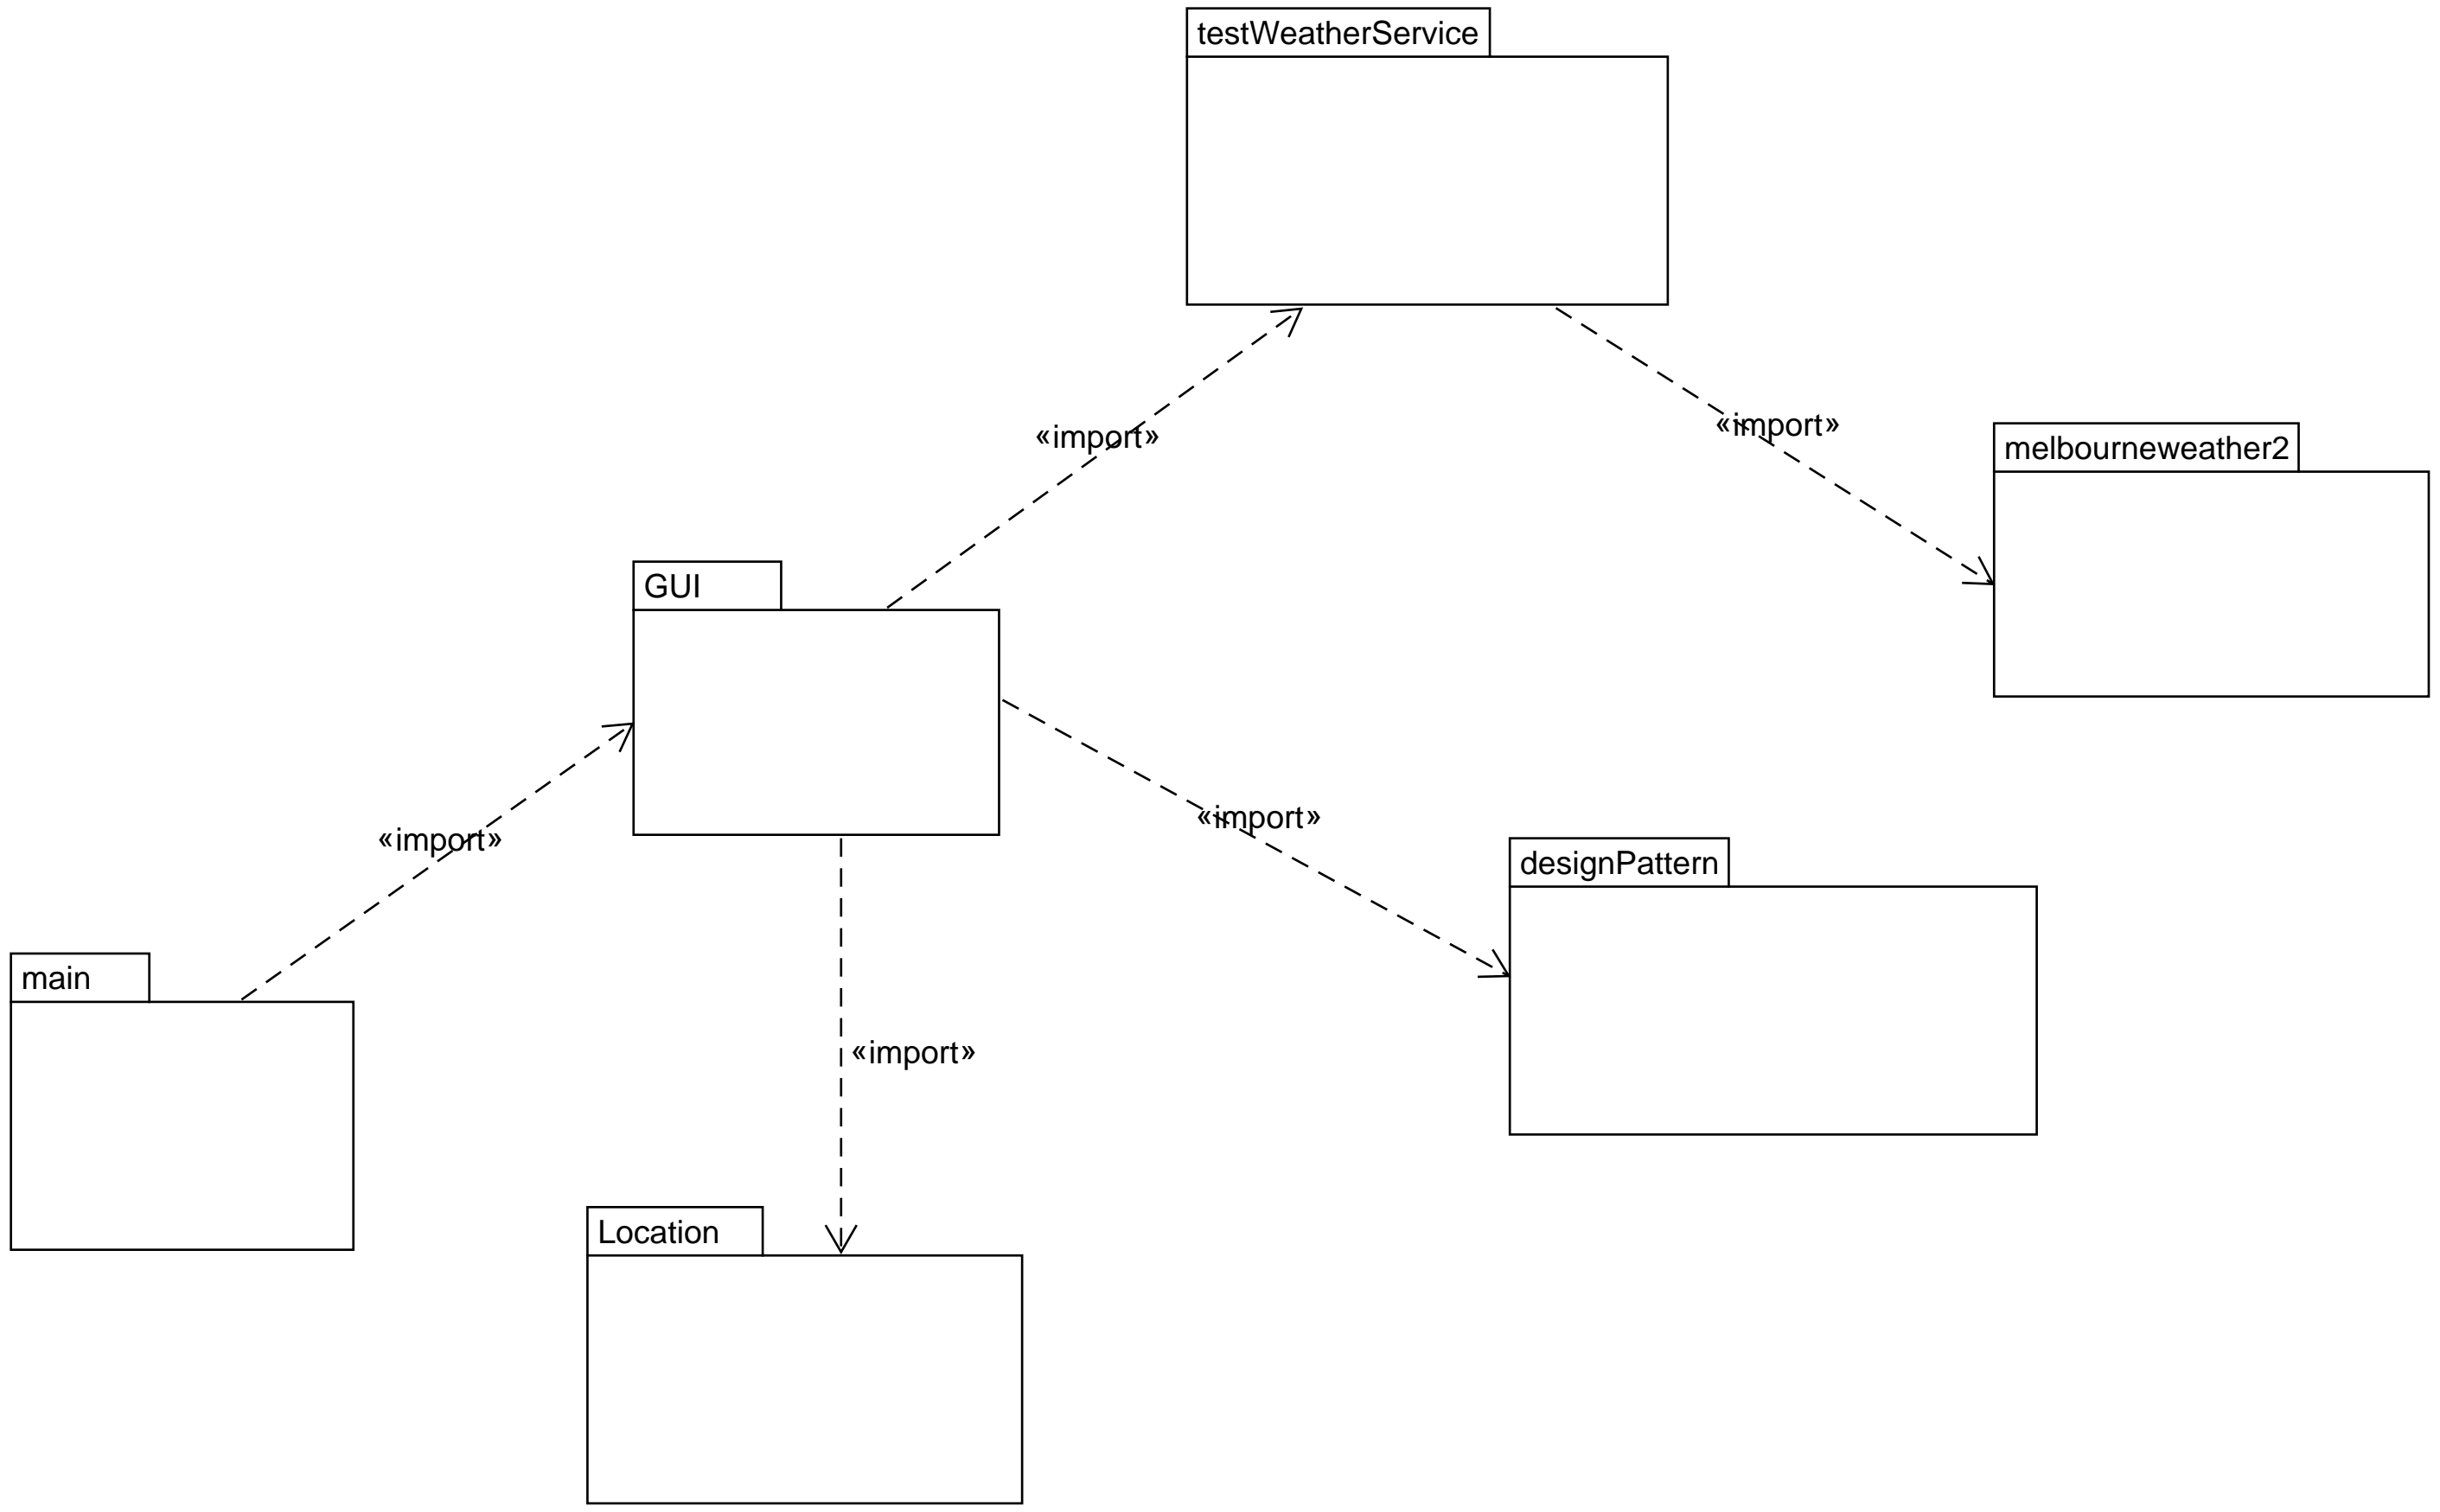 testWeatherService
«import»
«import»
melbourneweather2
GUI
«import»
«import»
designPattern
main
«import»
Location